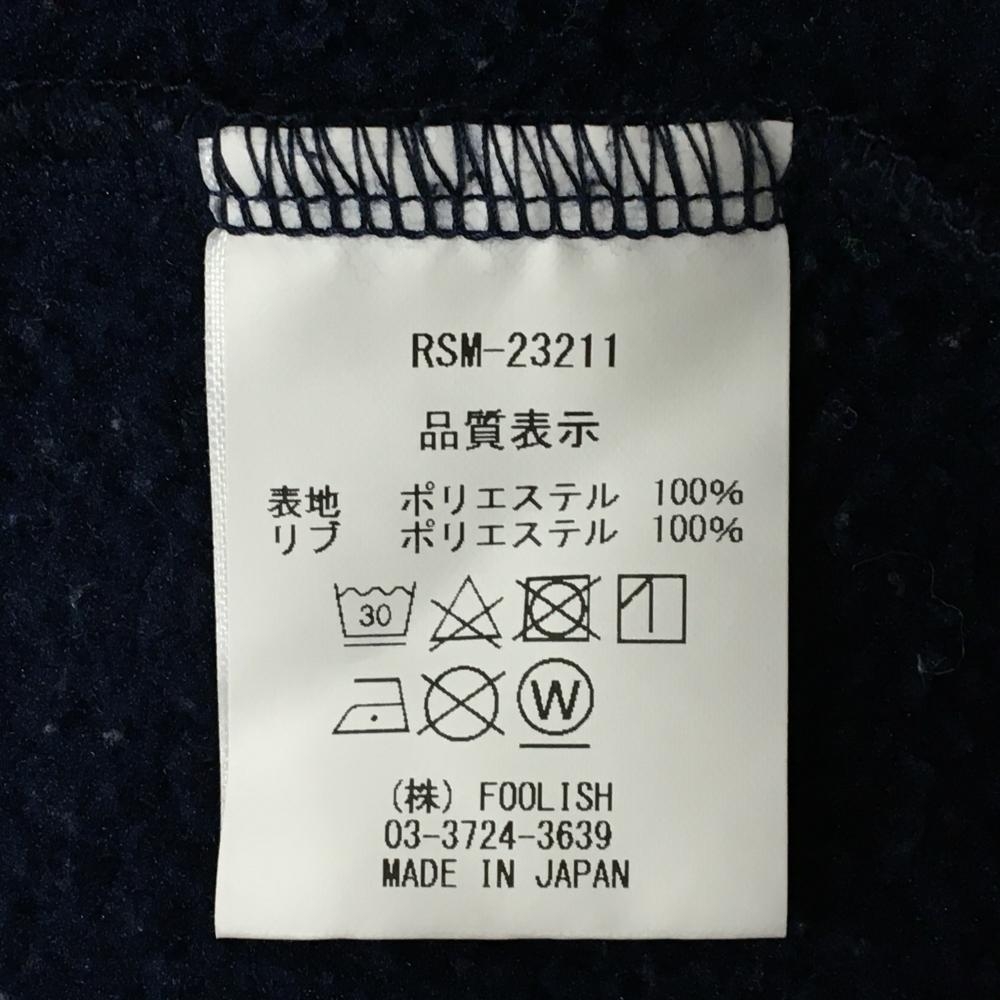 RSM-23211
品質表示
表地 ポリエステル 100%
リブ ポリエステル 100%
30
W
(株) FOOLISH
03-3724-3639
MADE IN JAPAN